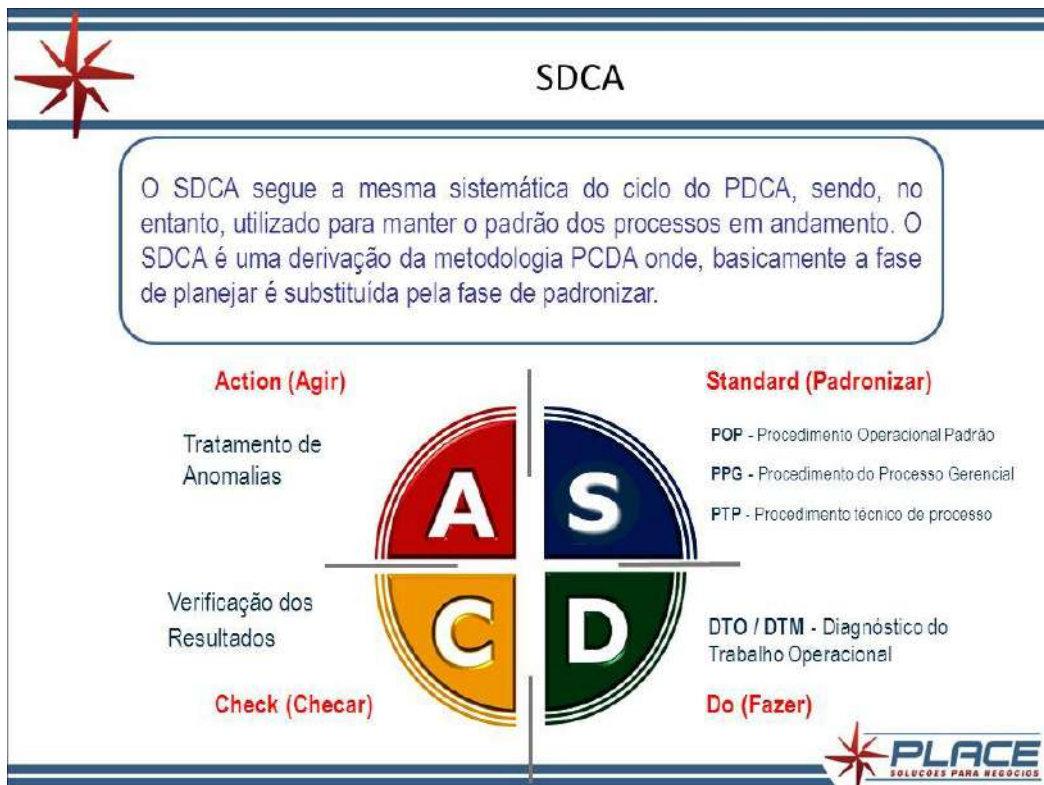 SDCA
O SDCA segue a mesma sistemática do ciclo do PDCA, sendo, no
entanto, utilizado para manter o padrão dos processos em andamento. O
SDCA é uma derivação da metodologia PCDA onde, basicamente a fase
de planejar é substituída pela fase de padronizar.
Action (Agir)
Tratamento de
Anomalias
Standard (Padronizar)
POP - Procedimento Operacional Padrão
PPG - Procedimento do Processo Gerencial
PTP - Procedimento técnico de processo
A
S
C
D
Verificação dos
Resultados
Check (Checar)
DTO / DTM - Diagnóstico do
Trabalho Operacional
Do (Fazer)
PLACE
SOLUÇÕES PARA NEGÓCIOS